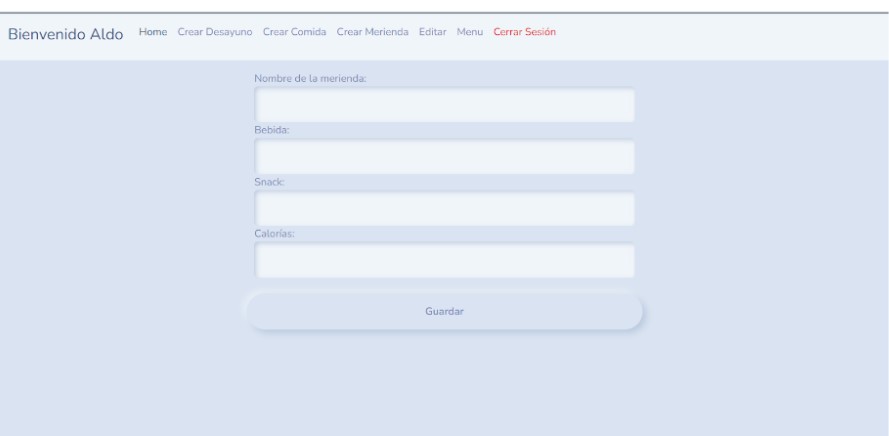 Bienvenido Aldo Home Crear Desayuno Crear Comida Crear Merienda Editar Menu Cerrar Sesión
Nombre de la merienda:
Bebida:
Snack:
Calorías:
Guardar